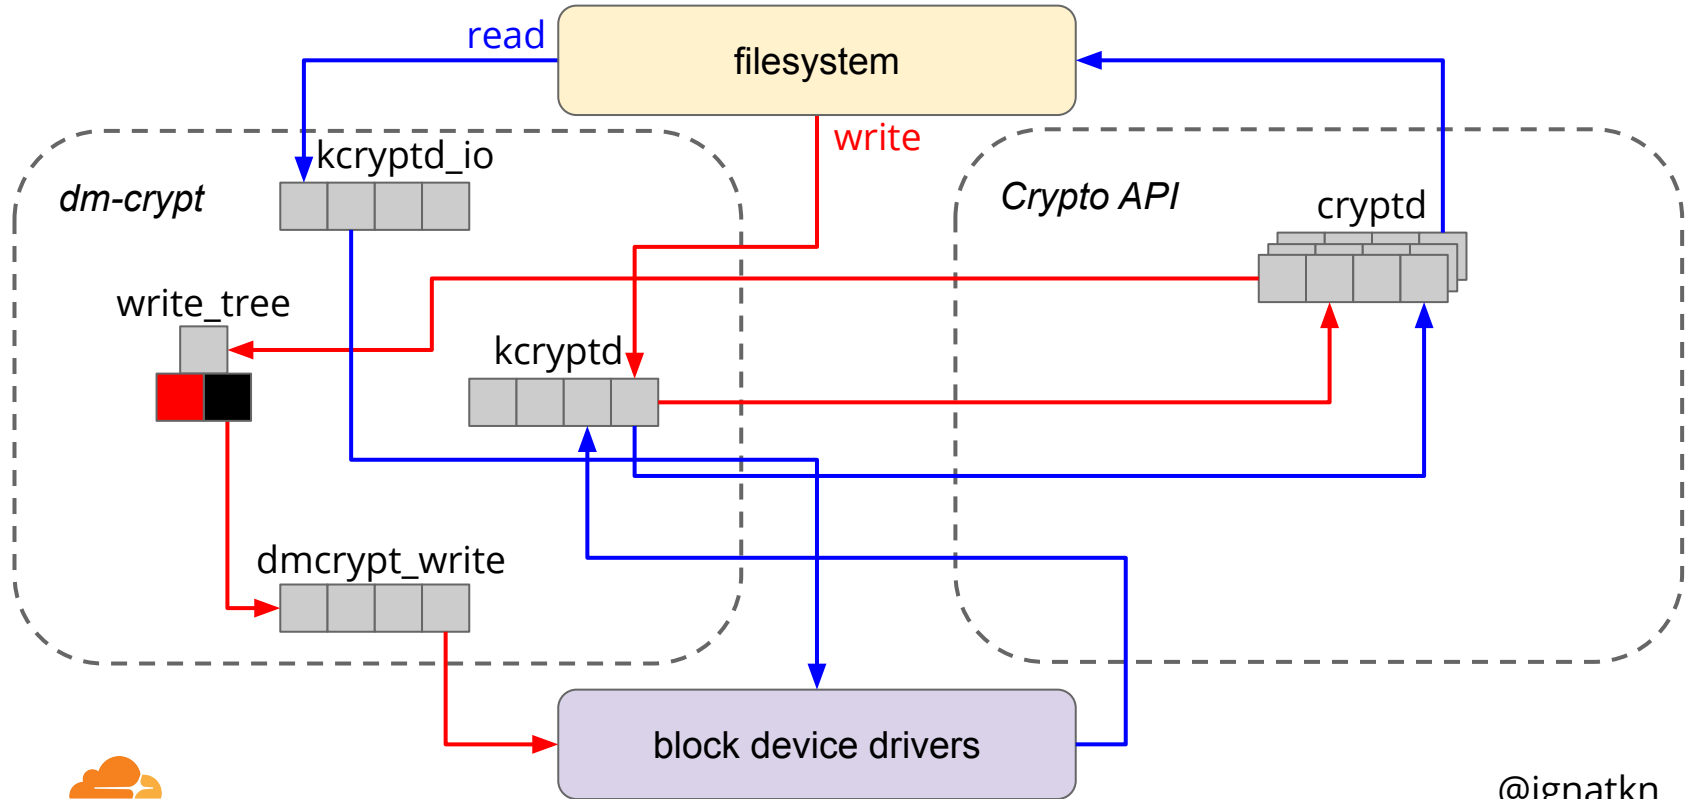 read
filesystem
write
kcryptd_io
dm-crypt
Crypto API
cryptd
write_tree
kcryptd
dmcrypt_write
block device drivers
@ignatkn